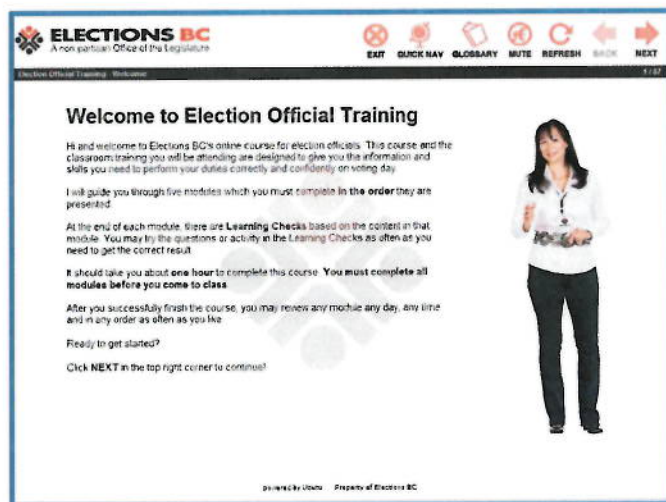 ELECTIONS BC
A non-partisan Office of the Legislature
EXIT QUICK NAV GLOSSARY MUTE REFRESH BACK NEXT
Election Official Training - Welcome
Welcome to Election Official Training
Hi and welcome to Elections BC's online course for election officials. This course and the
classroom training you will be attending are designed to give you the information and
skills you need to perform your duties correctly and confidently on voting day.
I will guide you through five modules which you must complete in the order they are
presented.
At the end of each module, there are Learning Checks based on the content in that
module. You may try the questions or activity in the Learning Checks as often as you
need to get the correct result.
It should take you about one hour to complete this course. You must complete all
modules before you come to class.
After you successfully finish the course, you may review any module any day, any time
and in any order as often as you like.
Ready to get started?
Click NEXT in the top right corner to continue!
powered by
Property of Elections BC